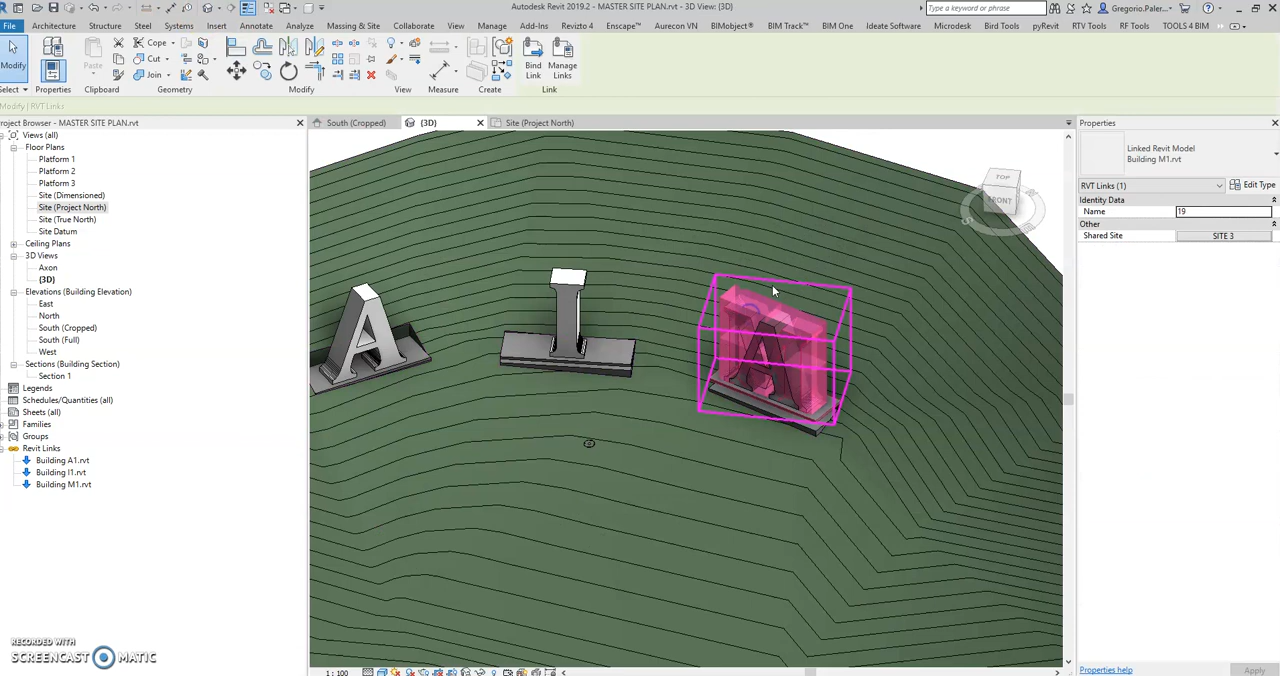 Autodesk Revit 2019.2 - MASTER SITE PLAN.rvt - 3D View: {3D}
Type a keyword or phrase
Gregorio.Paler...
File Architecture Structure Steel Systems Insert Annotate Analyze Massing & Site Collaborate View Manage Add-Ins Revizto 4 Enscape™ Aurecon VN BIMobject® BIM Track™ BIM One Ideate Software Microdesk Bird Tools pyRevit RTV Tools RF Tools TOOLS 4 BIM
Modify
Paste
Cope
Cut
Join
Bind Link
Manage Links
Select Properties Clipboard Geometry Modify View Measure Create Link
Modify | RVT Links
Project Browser - MASTER SITE PLAN.rvt
South (Cropped)
{3D}
Site (Project North)
Properties
Views (all)
Floor Plans
Platform 1
Platform 2
Platform 3
Site (Dimensioned)
Site (Project North)
Site (True North)
Site Datum
Ceiling Plans
3D Views
Axon
{3D}
Elevations (Building Elevation)
East
North
South (Cropped)
South (Full)
West
Sections (Building Section)
Section 1
Legends
Schedules/Quantities (all)
Sheets (all)
Families
Groups
Revit Links
Building A1.rvt
Building I1.rvt
Building M1.rvt
TOP
FRONT
S
A I A
Linked Revit Model
Building M1.rvt
RVT Links (1)
Edit Type
Identity Data
Name 19
Other
Shared Site SITE 3
RECORDED WITH
SCREENCAST MATIC
1 : 100
Properties help
Apply